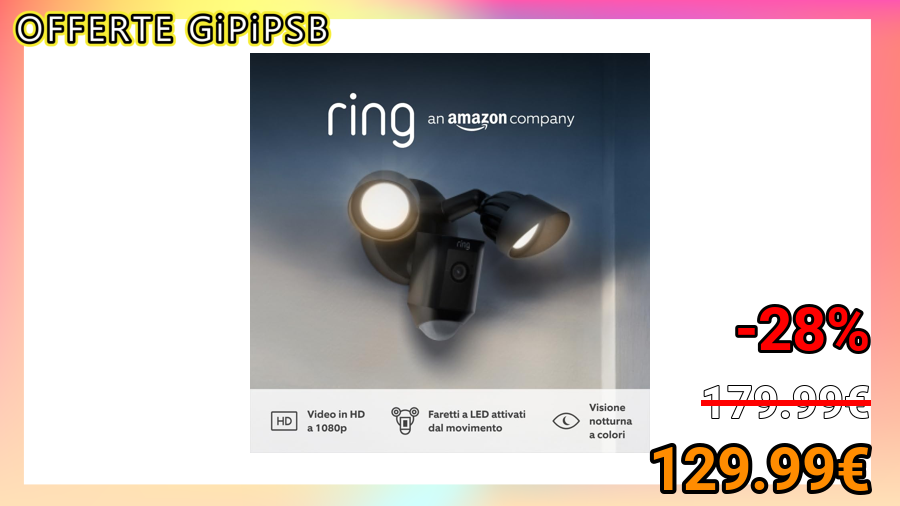 OFFERTE GiPiPSB
ring an amazon company
ring
HD
Video in HD
a 1080p
Faretti a LED attivati
dal movimento
Visione
notturna
a colori
-28%
179.99€
129.99€